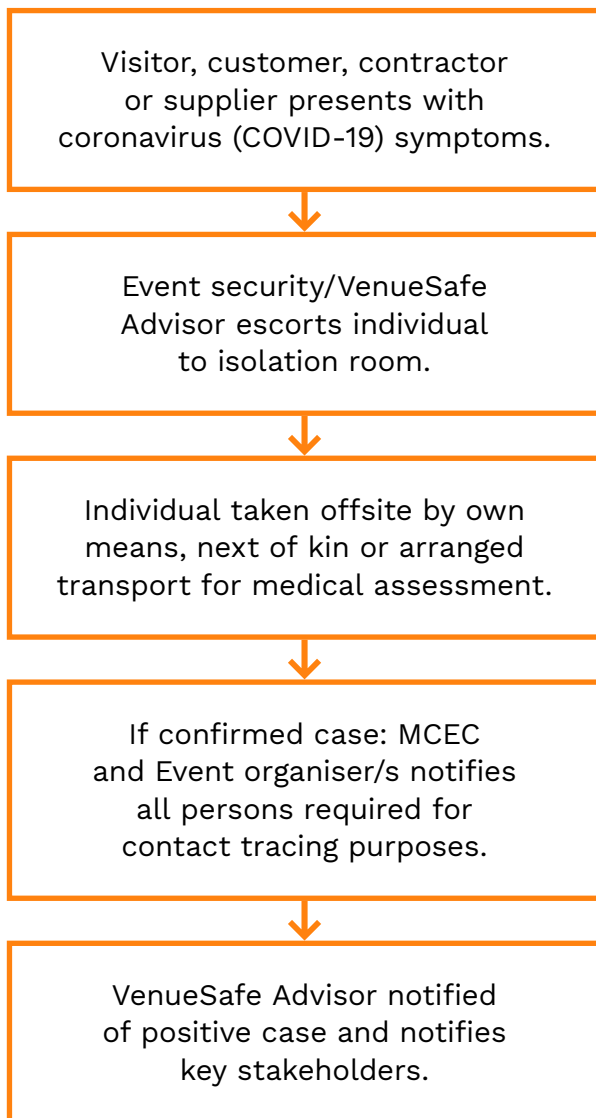 Visitor, customer, contractor
or supplier presents with
coronavirus (COVID-19) symptoms.
Event security/VenueSafe
Advisor escorts individual
to isolation room.
Individual taken offsite by own
means, next of kin or arranged
transport for medical assessment.
If confirmed case: MCEC
and Event organiser/s notifies
all persons required for
contact tracing purposes.
VenueSafe Advisor notified
of positive case and notifies
key stakeholders.